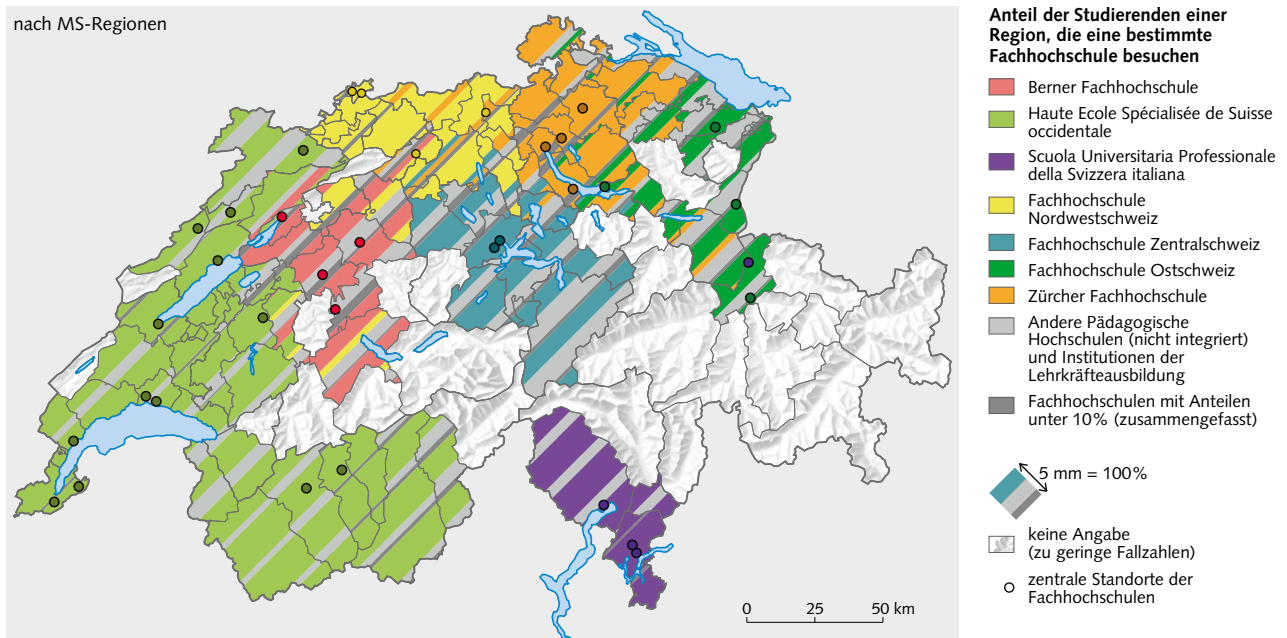 nach MS-Regionen
Anteil der Studierenden einer
Region, die eine bestimmte
Fachhochschule besuchen
Berner Fachhochschule
Haute Ecole Spécialisée de Suisse
occidentale
Scuola Universitaria Professionale
della Svizzera italiana
Fachhochschule
Nordwestschweiz
Fachhochschule Zentralschweiz
Fachhochschule Ostschweiz
Zürcher Fachhochschule
Andere Pädagogische
Hochschulen (nicht integriert)
und Institutionen der
Lehrkräfteausbildung
Fachhochschulen mit Anteilen
unter 10% (zusammengefasst)
5 mm = 100%
keine Angabe
(zu geringe Fallzahlen)
zentrale Standorte der
Fachhochschulen
0 25 50 km